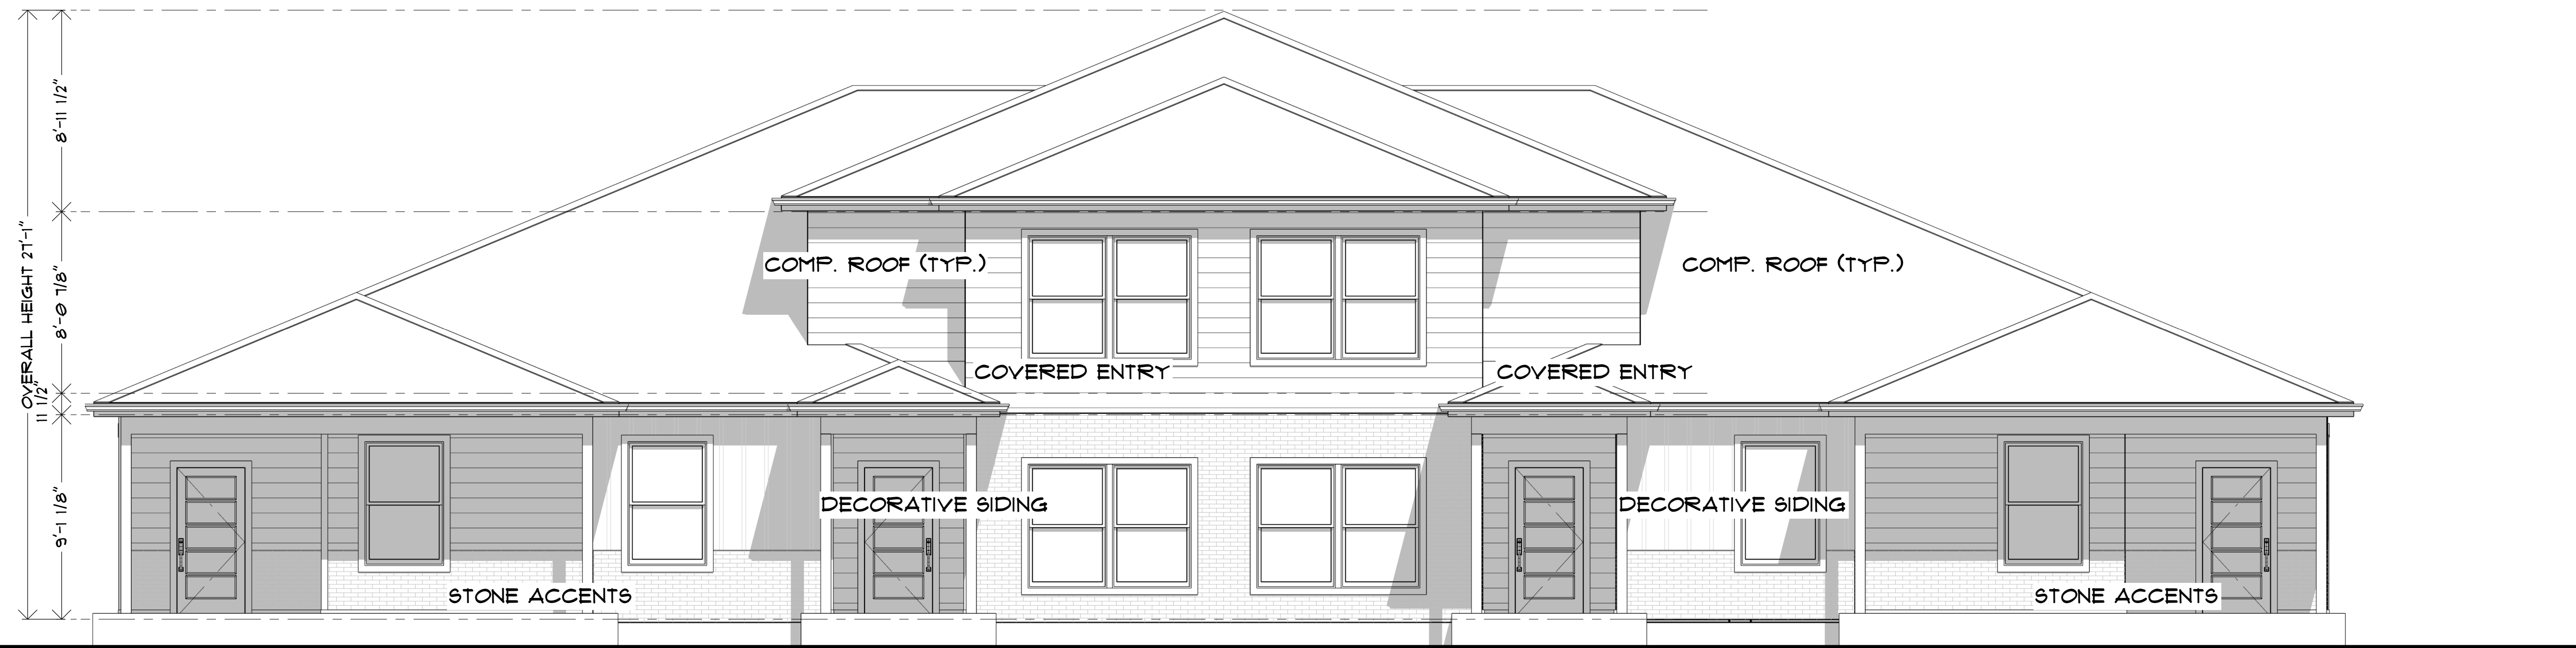 8'-11 1/2"
OVERALL HEIGHT 27'-1"
8'-0 7/8"
11 1/2"
9'-1 1/8"
COMP. ROOF (TYP.)
COMP. ROOF (TYP.)
COVERED ENTRY
COVERED ENTRY
DECORATIVE SIDING
DECORATIVE SIDING
STONE ACCENTS
STONE ACCENTS